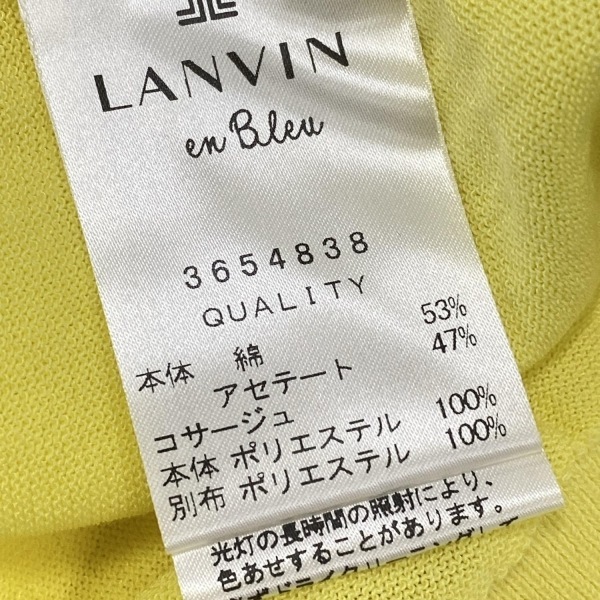 LANVIN
en Bleu
3654838
QUALITY
本体 綿 53%
アセテート 47%
コサージュ
本体 ポリエステル 100%
別布 ポリエステル 100%
光灯の長時間の照射により、
色あせすることがあります。